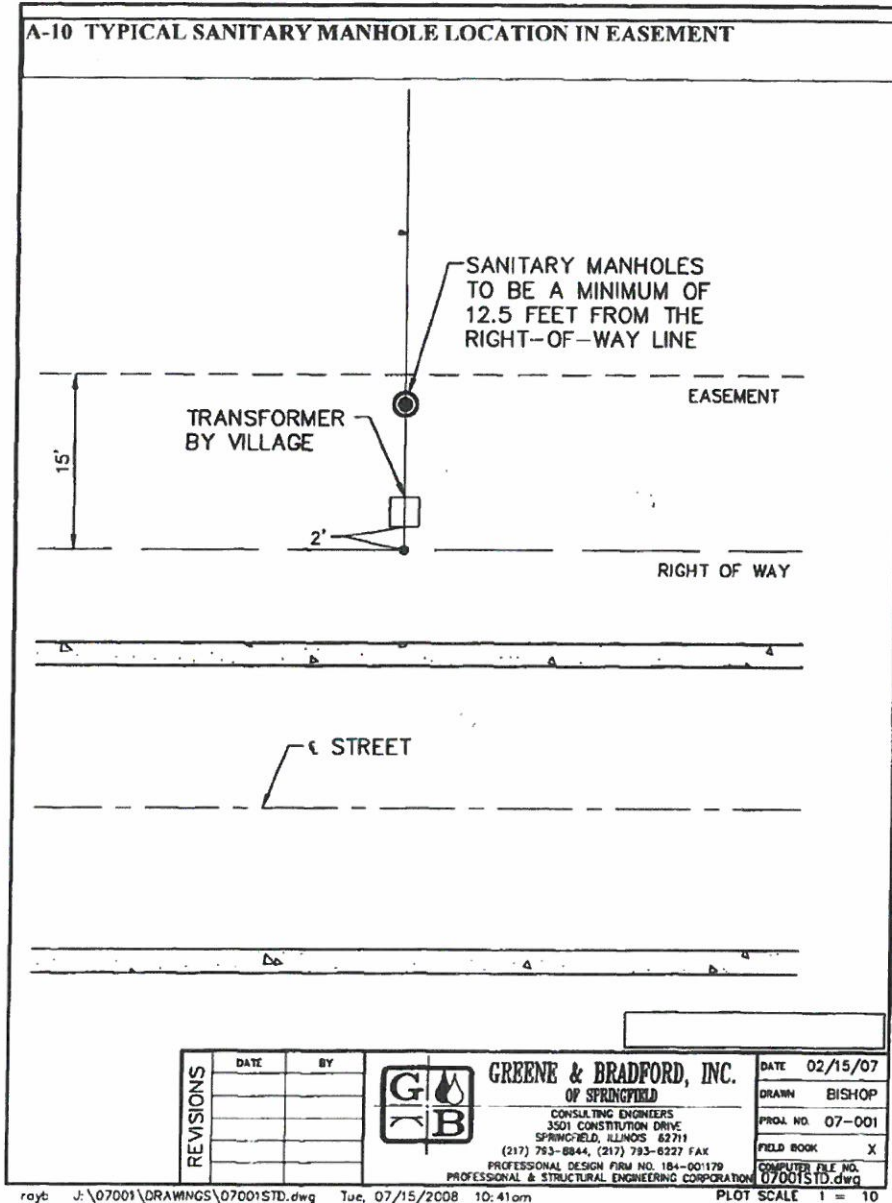 A-10 TYPICAL SANITARY MANHOLE LOCATION IN EASEMENT
SANITARY MANHOLES
TO BE A MINIMUM OF
12.5 FEET FROM THE
RIGHT-OF-WAY LINE
EASEMENT
TRANSFORMER
BY VILLAGE
15'
2'
RIGHT OF WAY
℄ STREET
REVISIONS
DATE BY
G B
GREENE & BRADFORD, INC.
OF SPRINGFIELD
CONSULTING ENGINEERS
3501 CONSTITUTION DRIVE
SPRINGFIELD, ILLINOIS 62711
(217) 793-8844, (217) 793-6227 FAX
PROFESSIONAL DESIGN FIRM NO. 184-001179
PROFESSIONAL & STRUCTURAL ENGINEERING CORPORATION
DATE 02/15/07
DRAWN BISHOP
PROJ. NO. 07-001
FIELD BOOK X
COMPUTER FILE NO.
07001STD.dwg
rayb J:\07001\DRAWINGS\07001STD.dwg Tue, 07/15/2008 10:41am PLOT SCALE 1 = 10